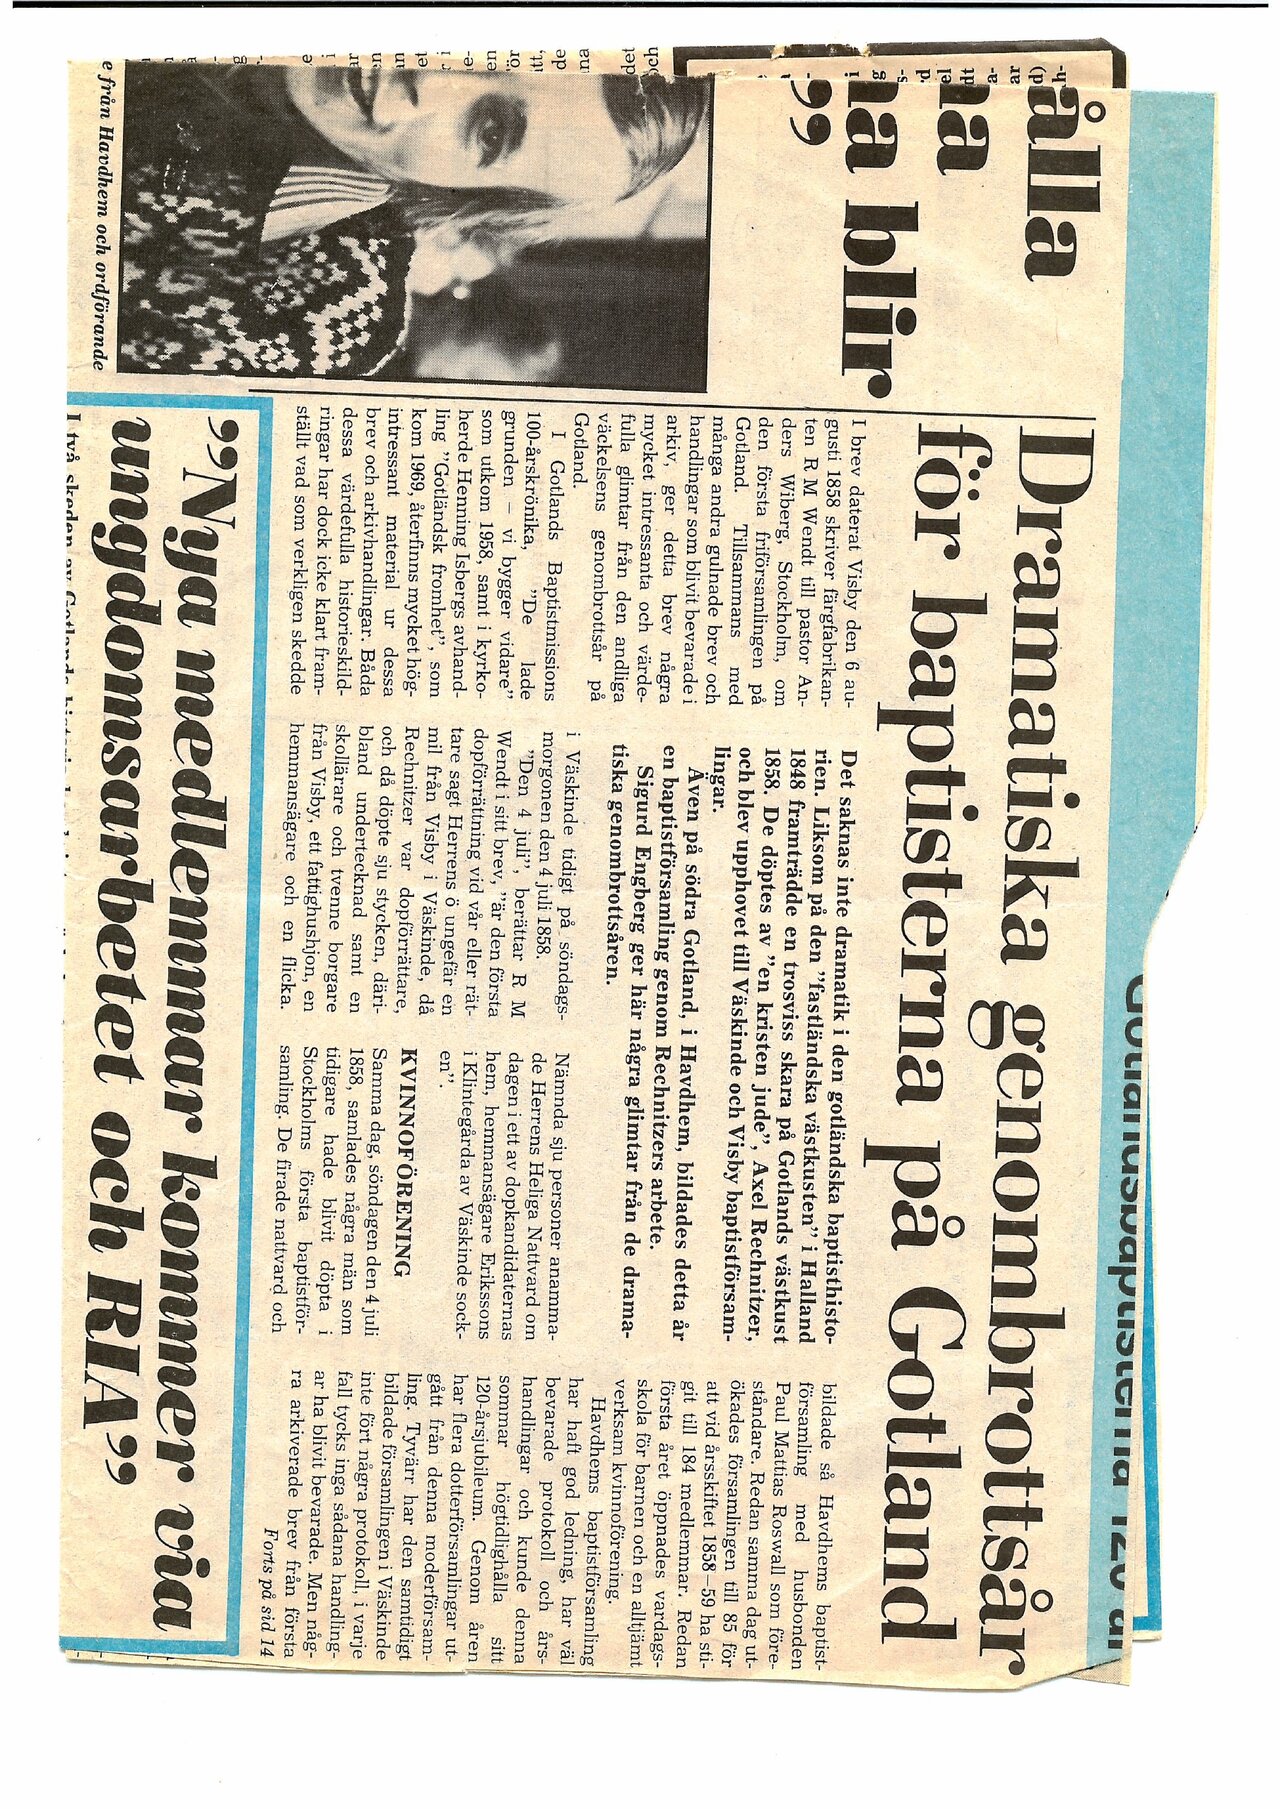 Gotlandsbaptisterna 120 år
ålla
na
na blir
”
e från Havdhem och ordförande
Dramatiska genombrottsår
för baptisterna på Gotland
Det saknas inte dramatik i den gotländska baptisthisto-
rien. Liksom på den ”fastländska västkusten” i Halland
1848 framträdde en trosviss skara på Gotlands västkust
1858. De döptes av ”en kristen jude”, Axel Rechnitzer,
och blev upphovet till Väskinde och Visby baptistförsam-
lingar.
Även på södra Gotland, i Havdhem, bildades detta år
en baptistförsamling genom Rechnitzers arbete.
Sigurd Engberg ger här några glimtar från de drama-
tiska genombrottsåren.
I brev daterat Visby den 6 au-
gusti 1858 skriver färgfabrikan-
ten R M Wendt till pastor An-
ders Wiberg, Stockholm, om
den första friförsamlingen på
Gotland. Tillsammans med
många andra gulnade brev och
handlingar som blivit bevarade i
arkiv, ger detta brev några
mycket intressanta och värde-
fulla glimtar från den andliga
väckelsens genombrottsår på
Gotland.
I Gotlands Baptistmissions
100-årskrönika, ”De lade
grunden – vi bygger vidare”
som utkom 1958, samt i kyrko-
herde Henning Isbergs avhand-
ling ”Gotländsk fromhet”, som
kom 1969, återfinns mycket hög-
intressant material ur dessa
brev och arkivhandlingar. Båda
dessa värdefulla historieskild-
ringar har dock icke klart fram-
ställt vad som verkligen skedde
i Väskinde tidigt på söndags-
morgonen den 4 juli 1858.
”Den 4 juli”, berättar R M
Wendt i sitt brev, ”är den första
dopförrättning vid vår eller rät-
tare sagt Herrens ö ungefär en
mil från Visby i Väskinde, då
Rechnitzer var dopförrättare,
och då döpte sju stycken, däri-
bland undertecknad samt en
skollärare och tvenne borgare
från Visby, ett fattighushjon, en
hemmansägare och en flicka.
Nämnda sju personer anamma-
de Herrens Heliga Nattvard om
dagen i ett av dopkandidaternas
hem, hemmansägare Erikssons
i Klintegårda av Väskinde sock-
en”.
KVINNOFÖRENING
Samma dag, söndagen den 4 juli
1858, samlades några män som
tidigare hade blivit döpta i
Stockholms första baptistför-
samling. De firade nattvard och
bildade så Havdhems baptist-
församling med husbonden
Paul Mattias Roswall som före-
ståndare. Redan samma dag ut-
ökades församlingen till 85 för
att vid årsskiftet 1858–59 ha sti-
git till 184 medlemmar. Redan
första året öppnades vardags-
skola för barnen och en alltjämt
verksam kvinnoförening.
Havdhems baptistförsamling
har haft god ledning, har väl
bevarade protokoll och års-
handlingar och kunde denna
sommar högtidlighålla sitt
120-årsjubileum. Genom åren
har flera dotterförsamlingar ut-
gått från denna moderförsam-
ling. Tyvärr har den samtidigt
bildade församlingen i Väskinde
inte fört några protokoll, i varje
fall tycks inga sådana handling-
ar ha blivit bevarade. Men någ-
ra arkiverade brev från första
Forts på sid 14
”Nya medlemmar kommer via
ungdomsarbetet och RIA”
I två skeden av Gotlands